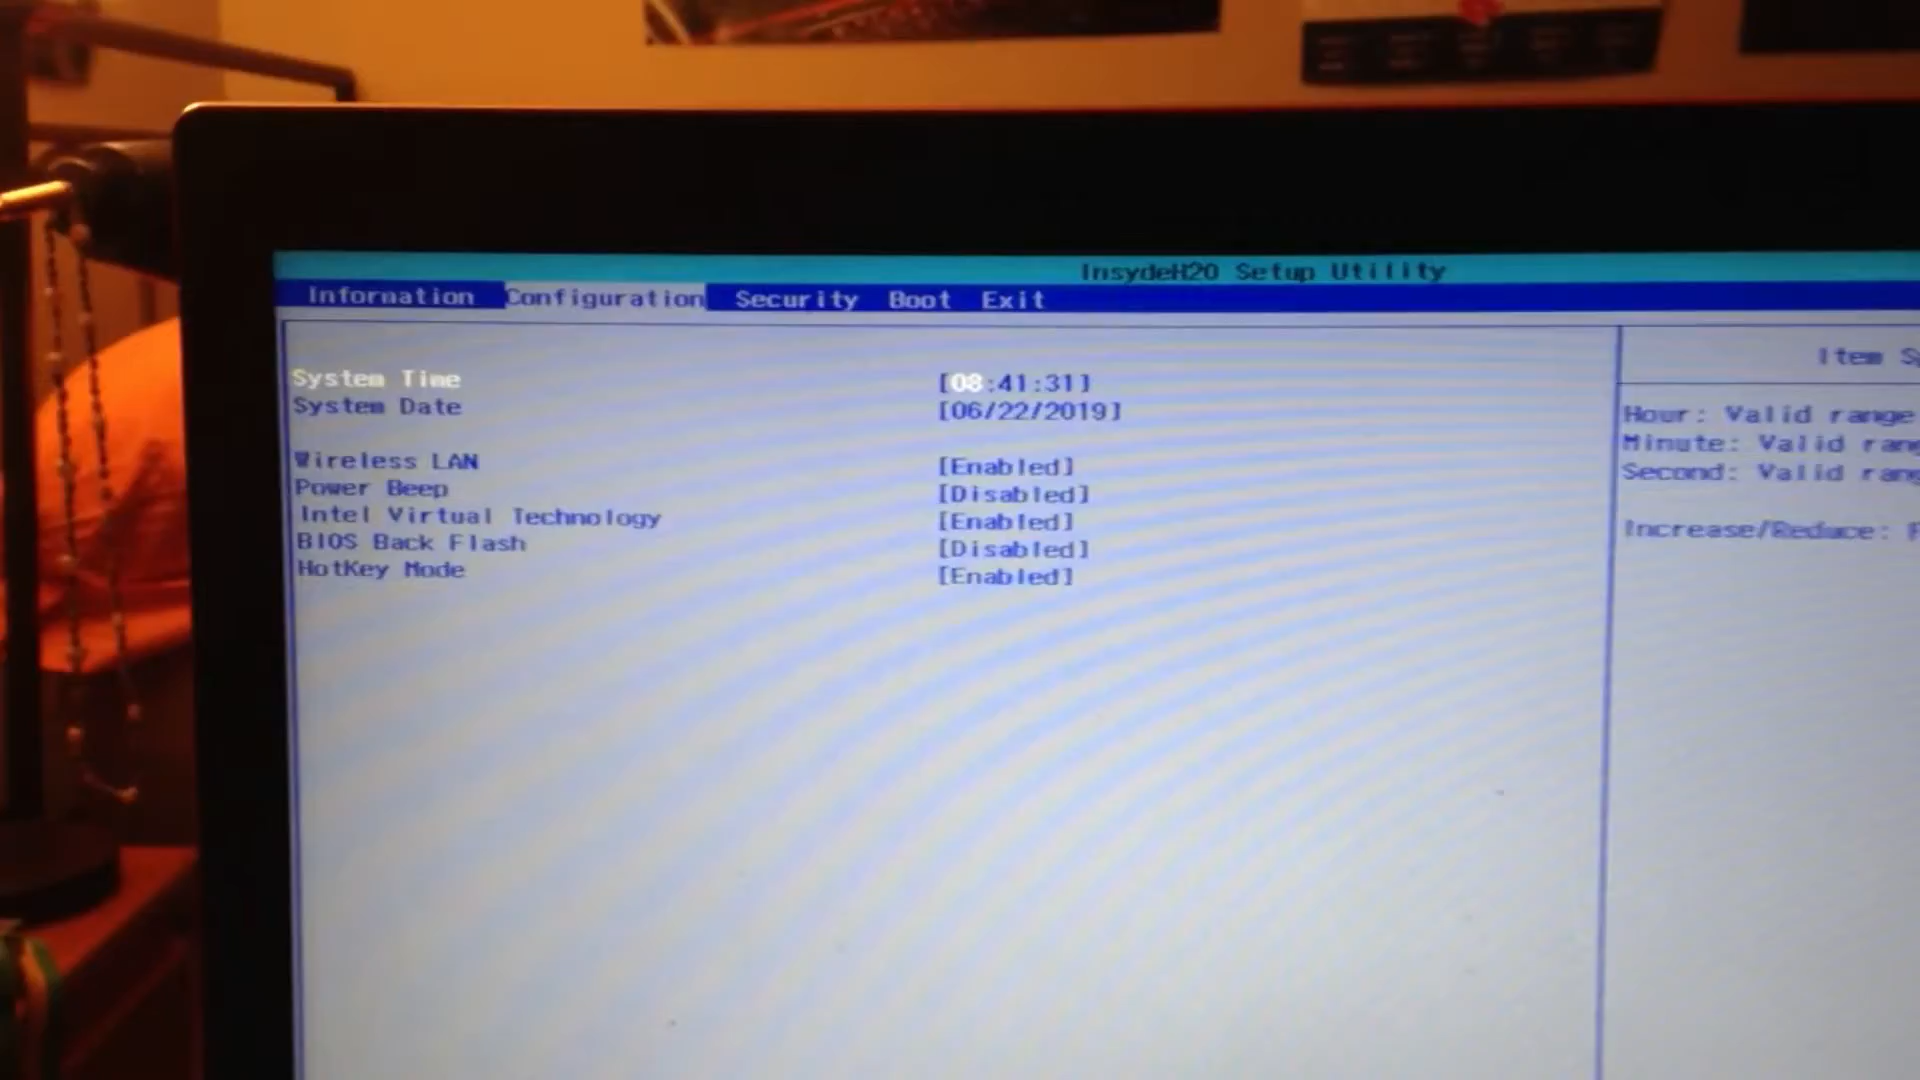 InsydeH20 Setup Utility
Information Configuration Security Boot Exit
System Time [08:41:31]
System Date [06/22/2019]
Wireless LAN [Enabled]
Power Beep [Disabled]
Intel Virtual Technology [Enabled]
BIOS Back Flash [Disabled]
HotKey Mode [Enabled]
Item
Hour: Valid range
Minute: Valid
Second: Valid
Increase/Reduce: